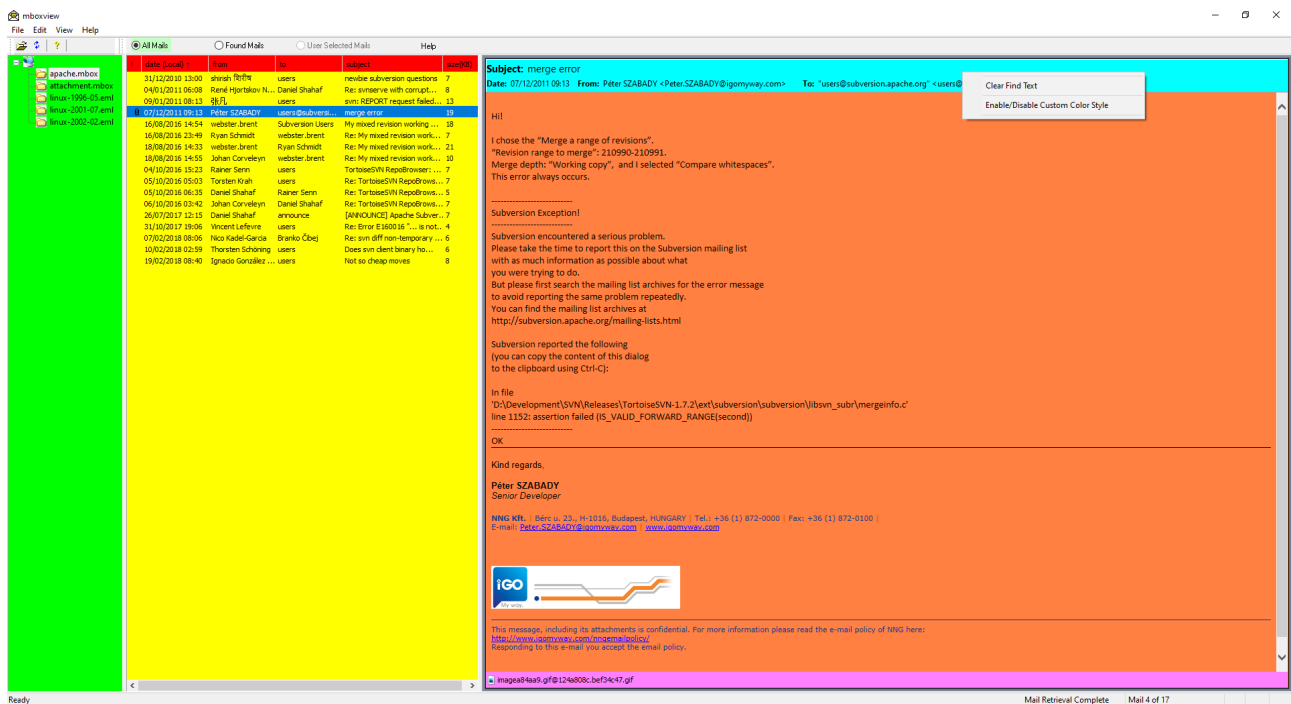 mboxview
File Edit View Help
All Mails Found Mails User Selected Mails Help
apache.mbox
attachment.mbox
linux-1996-05.eml
linux-2001-07.eml
linux-2002-02.eml
! date (Local) ↑ from to subject size(KB)
31/12/2010 13:00 shirish शिरीष users newbie subversion questions 7
04/01/2011 06:08 René Hjortskov N... Daniel Shahaf Re: svnserve with corrupt... 8
09/01/2011 08:13 张凡 users svn: REPORT request failed... 13
07/12/2011 09:13 Péter SZABADY users@subversi... merge error 19
16/08/2016 14:54 webster.brent Subversion Users My mixed revision working ... 18
16/08/2016 23:49 Ryan Schmidt webster.brent Re: My mixed revision work... 7
18/08/2016 14:33 webster.brent Ryan Schmidt Re: My mixed revision work... 21
18/08/2016 14:55 Johan Corveleyn webster.brent Re: My mixed revision work... 10
04/10/2016 15:23 Rainer Senn users TortoiseSVN RepoBrowser: ... 7
05/10/2016 05:03 Torsten Krah users Re: TortoiseSVN RepoBrows... 7
05/10/2016 06:35 Daniel Shahaf Rainer Senn Re: TortoiseSVN RepoBrows... 5
06/10/2016 03:42 Johan Corveleyn Daniel Shahaf Re: TortoiseSVN RepoBrows... 7
26/07/2017 12:15 Daniel Shahaf announce [ANNOUNCE] Apache Subver... 7
31/10/2017 19:06 Vincent Lefevre users Re: Error E160016 "... is not... 4
07/02/2018 08:06 Nico Kadel-Garcia Branko Čibej Re: svn diff non-temporary ... 6
10/02/2018 02:59 Thorsten Schöning users Does svn client binary ho... 6
19/02/2018 08:40 Ignacio González ... users Not so cheap moves 8
Subject: merge error
Date: 07/12/2011 09:13 From: Péter SZABADY <Peter.SZABADY@igomyway.com> To: "users@subversion.apache.org" <users@
Clear Find Text
Enable/Disable Custom Color Style
Hi!
I chose the “Merge a range of revisions”.
“Revision range to merge”: 210990-210991.
Merge depth: “Working copy”, and I selected “Compare whitespaces”.
This error always occurs.
---------------------------
Subversion Exception!
---------------------------
Subversion encountered a serious problem.
Please take the time to report this on the Subversion mailing list
with as much information as possible about what
you were trying to do.
But please first search the mailing list archives for the error message
to avoid reporting the same problem repeatedly.
You can find the mailing list archives at
http://subversion.apache.org/mailing-lists.html
Subversion reported the following
(you can copy the content of this dialog
to the clipboard using Ctrl-C):
In file
'D:\Development\SVN\Releases\TortoiseSVN-1.7.2\ext\subversion\subversion\libsvn_subr\mergeinfo.c'
line 1152: assertion failed (IS_VALID_FORWARD_RANGE(second))
---------------------------
OK
Kind regards,
Péter SZABADY
Senior Developer
NNG Kft. | Bérc u. 23., H-1016, Budapest, HUNGARY | Tel.: +36 (1) 872-0000 | Fax: +36 (1) 872-0100 |
E-mail: Peter.SZABADY@igomyway.com | www.igomyway.com
iGO
My way.
This message, including its attachments is confidential. For more information please read the e-mail policy of NNG here:
http://www.igomyway.com/nngemailpolicy/
Responding to this e-mail you accept the email policy.
imagea84aa9.gif@124a808c.bef34c47.gif
Ready Mail Retrieval Complete Mail 4 of 17